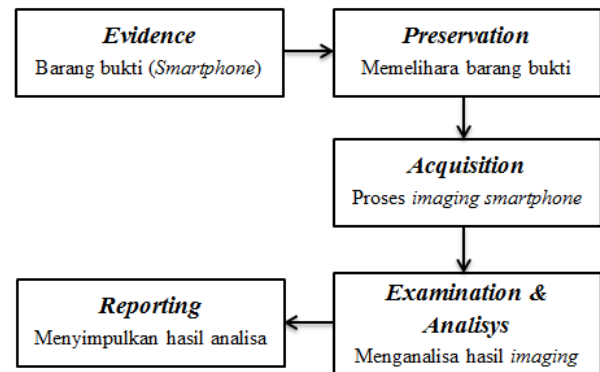 Evidence
Barang bukti (Smartphone)
Preservation
Memelihara barang bukti
Acquisition
Proses imaging smartphone
Examination &
Analisys
Menganalisa hasil imaging
Reporting
Menyimpulkan hasil analisa